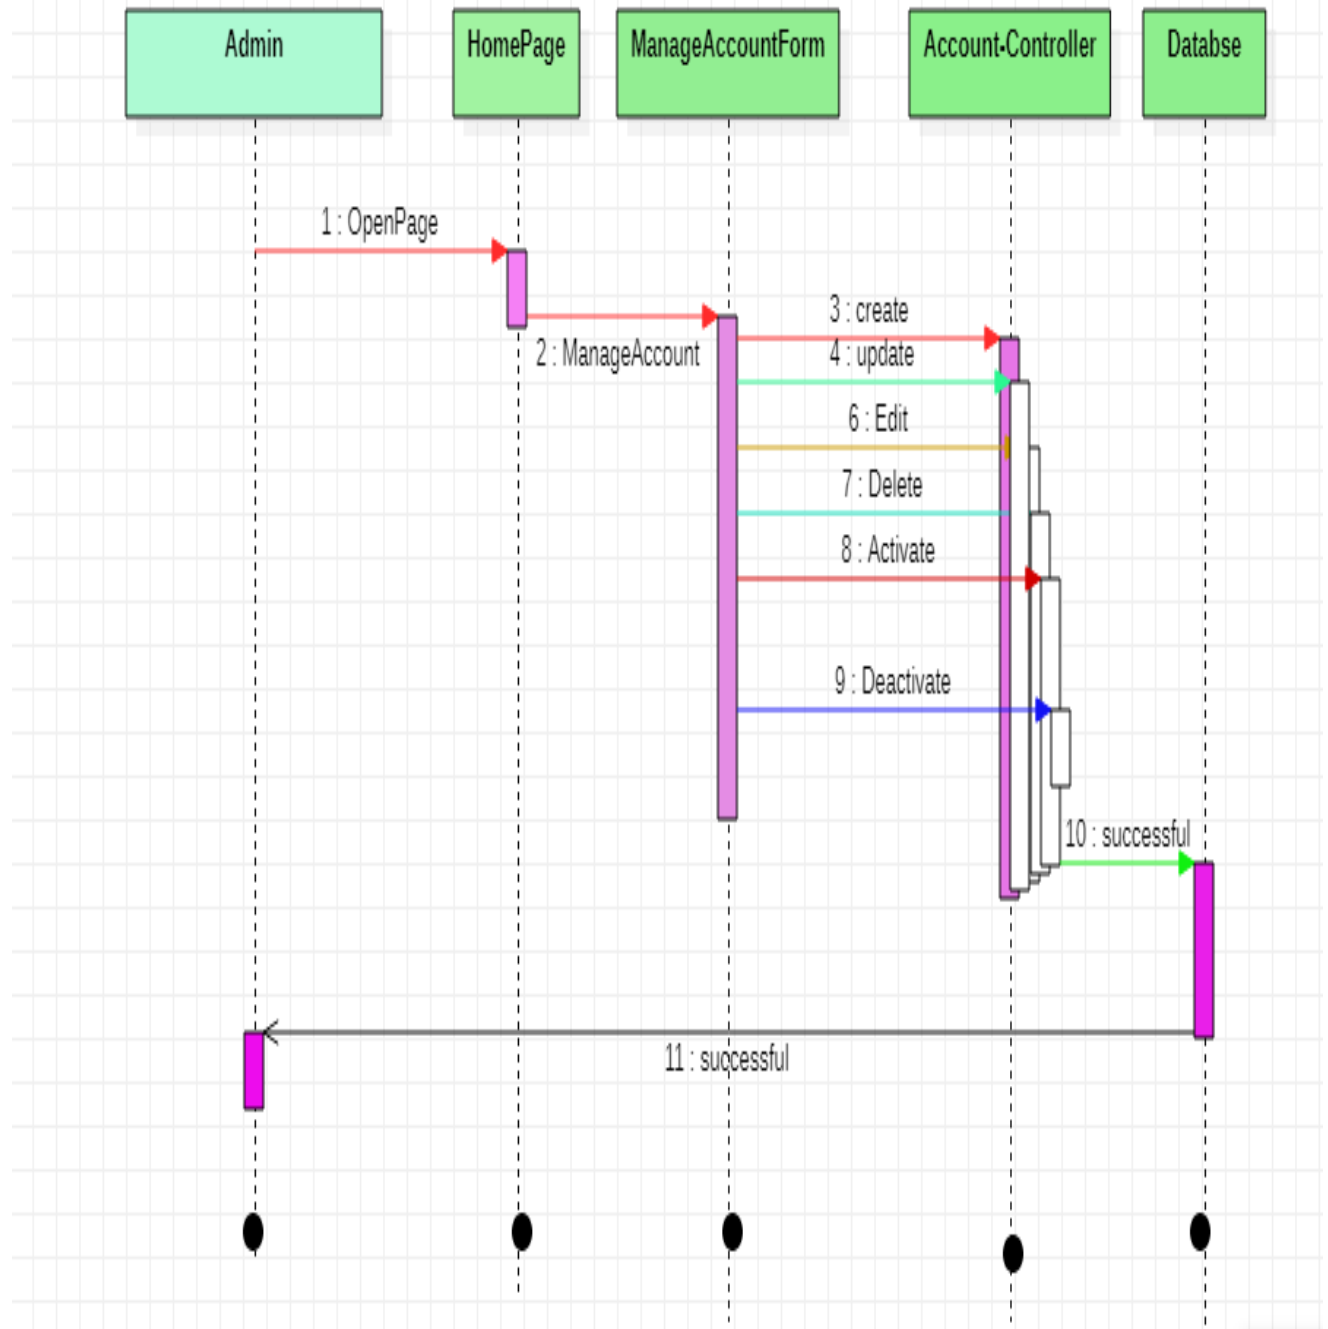 Admin
HomePage
ManageAccountForm
Account-Controller
Databse
1 : OpenPage
3 : create
2 : ManageAccount
4 : update
6 : Edit
7 : Delete
8 : Activate
9 : Deactivate
10 : successful
11 : successful